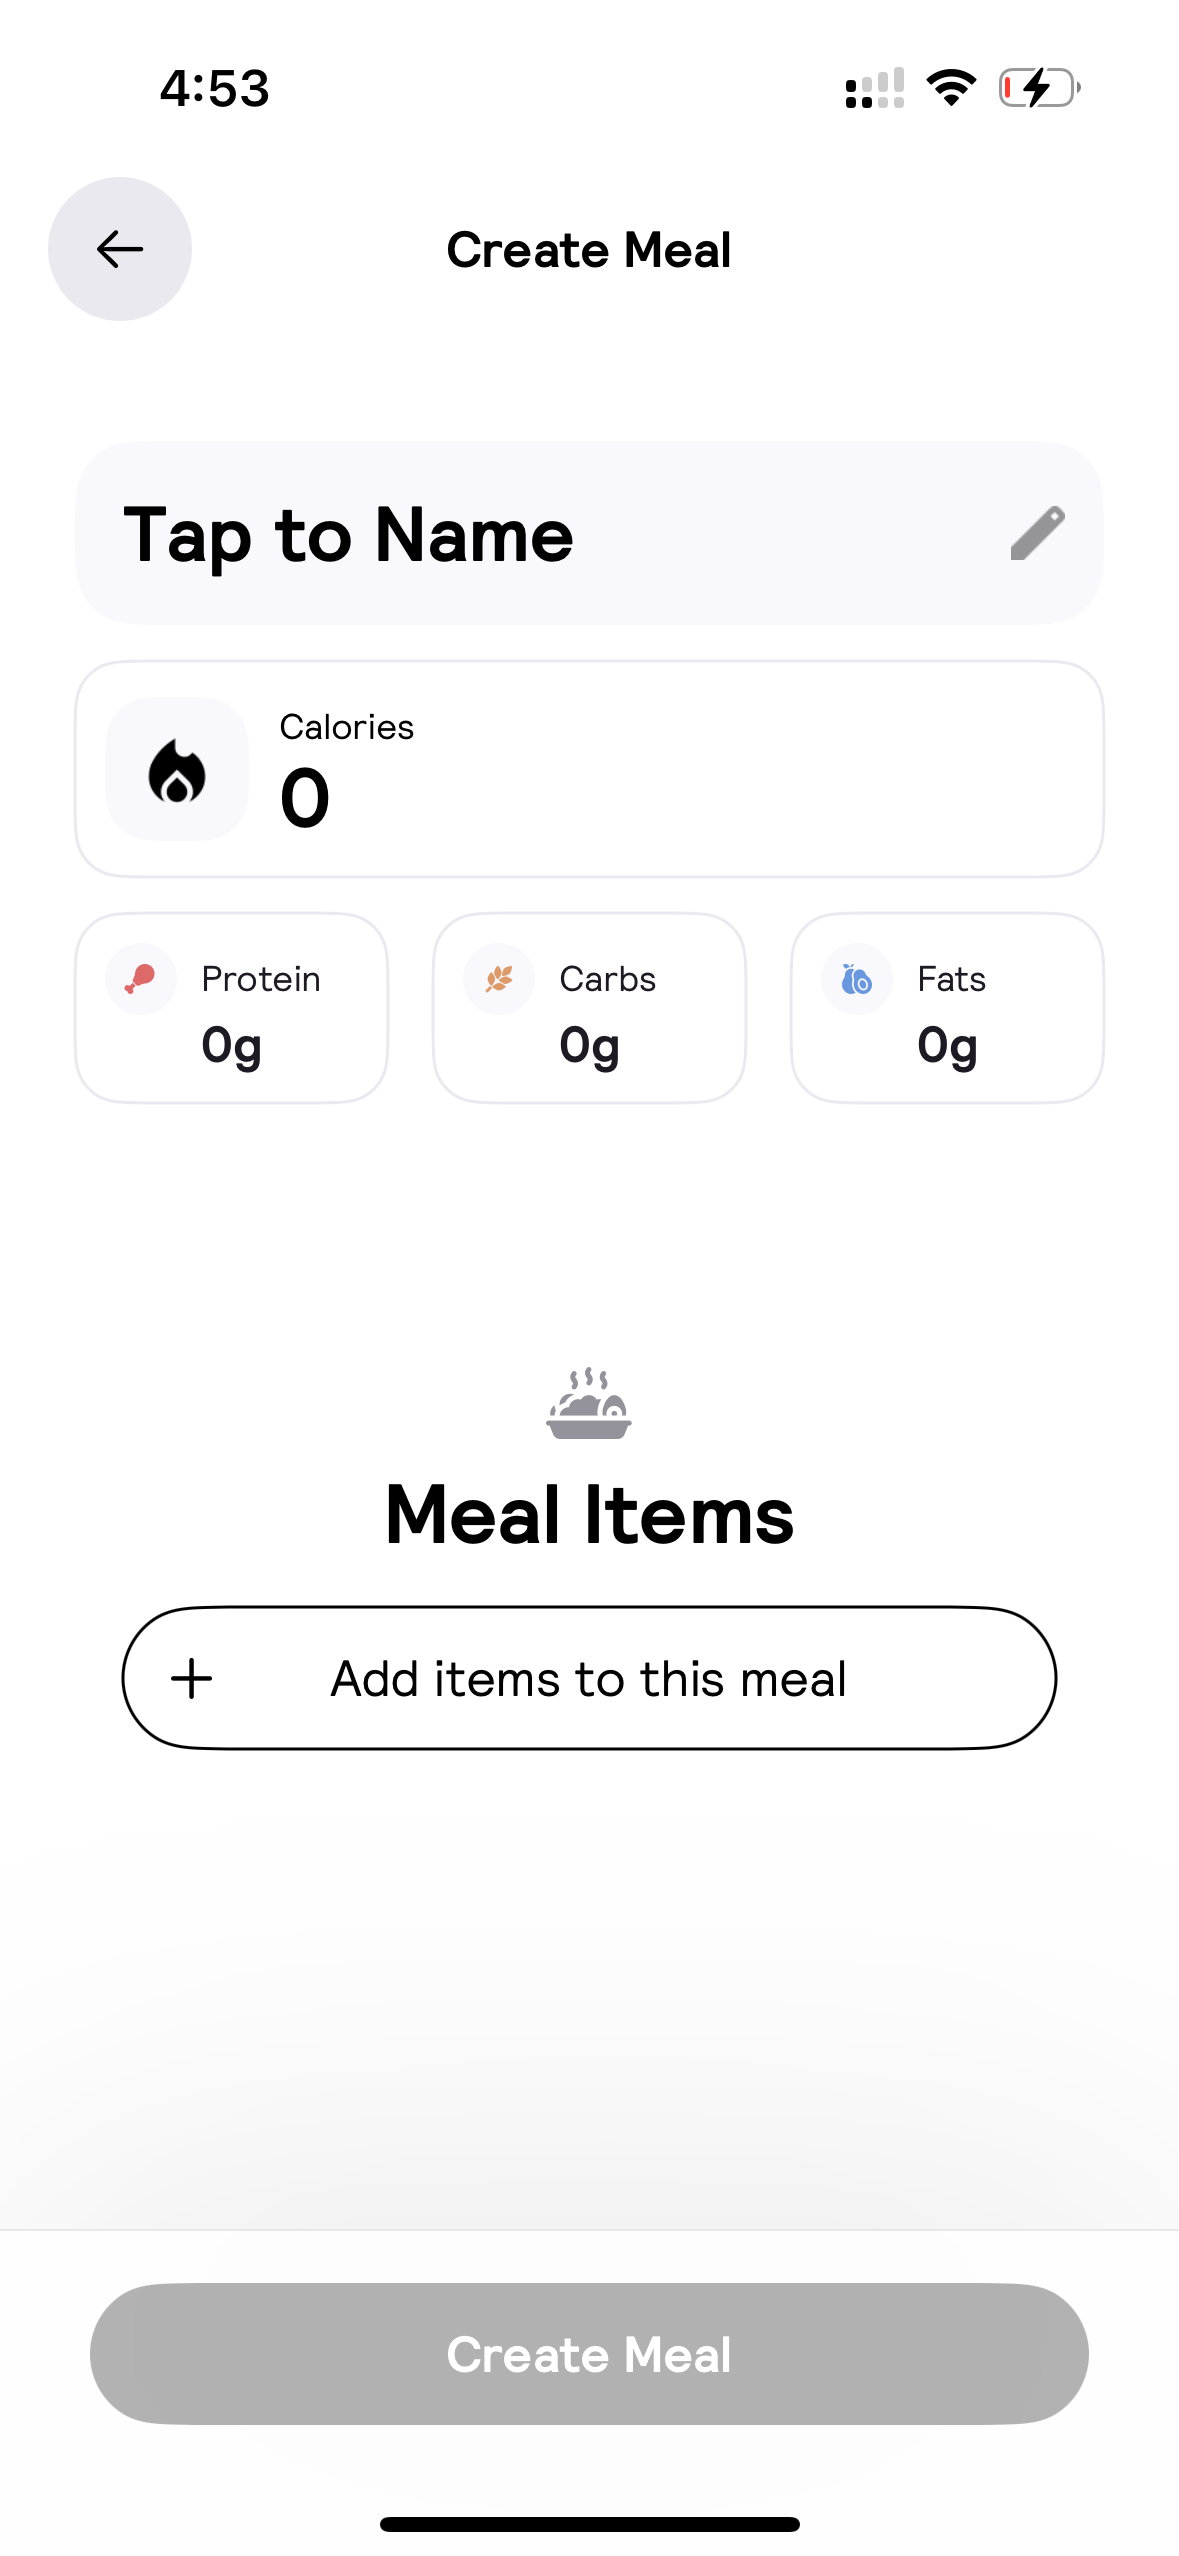 4:53
Create Meal
Tap to Name
Calories
0
Protein
0g
Carbs
0g
Fats
0g
Meal Items
Add items to this meal
Create Meal